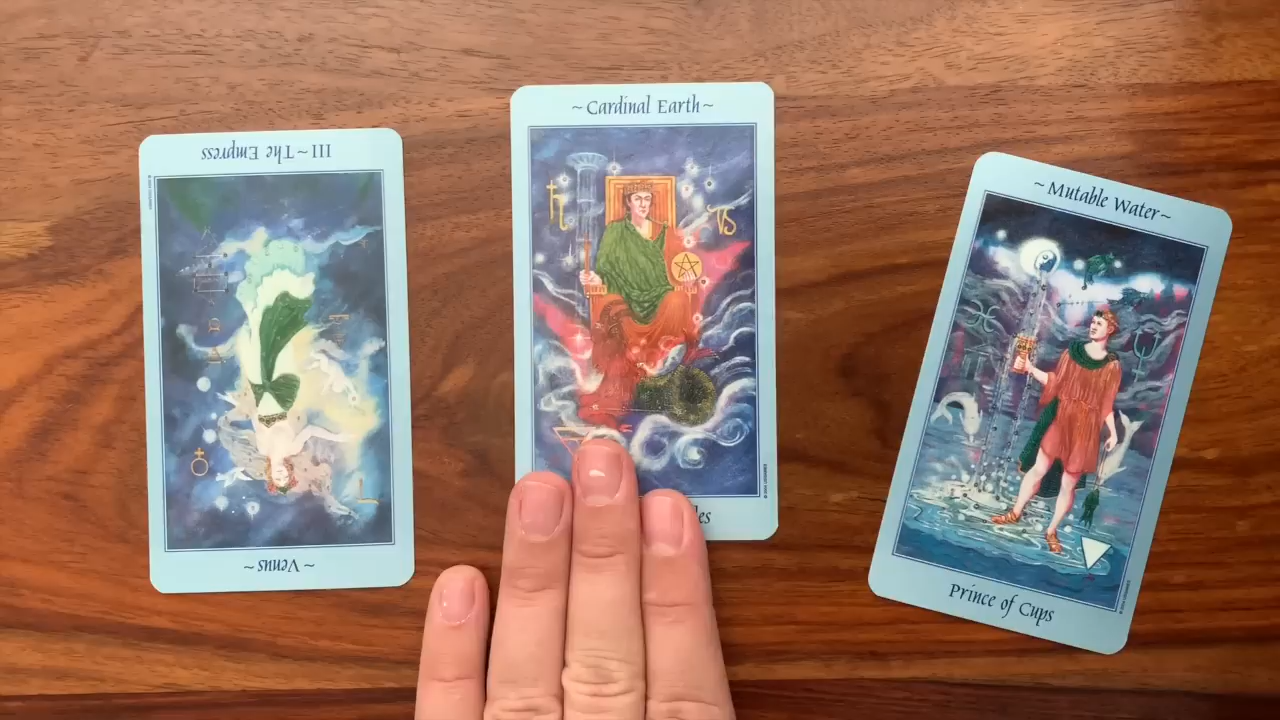 III ~ The Empress
~ Venus ~
~ Cardinal Earth ~
les
~ Mutable Water ~
Prince of Cups